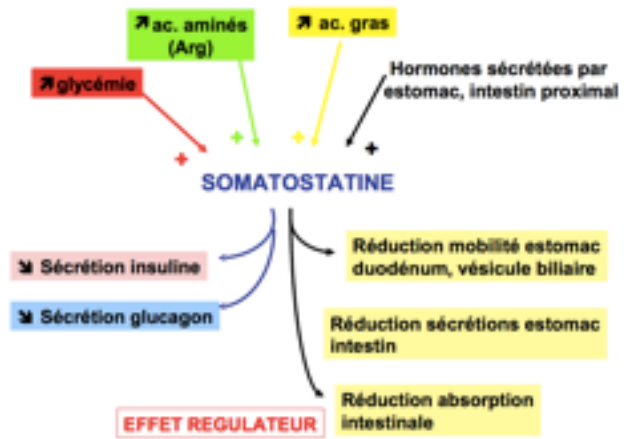 ↗ ac. aminés
(Arg)
↗ ac. gras
↗ glycémie
Hormones sécrétées par
estomac, intestin proximal
+
+
+
+
SOMATOSTATINE
↘ Sécrétion insuline
↘ Sécrétion glucagon
Réduction mobilité estomac
duodénum, vésicule biliaire
Réduction sécrétions estomac
intestin
Réduction absorption
intestinale
EFFET REGULATEUR